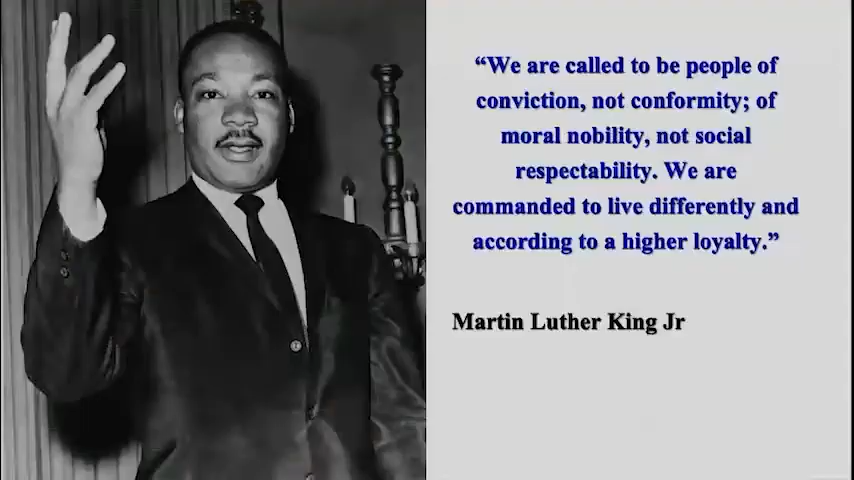 “We are called to be people of
conviction, not conformity; of
moral nobility, not social
respectability. We are
commanded to live differently and
according to a higher loyalty.”
Martin Luther King Jr